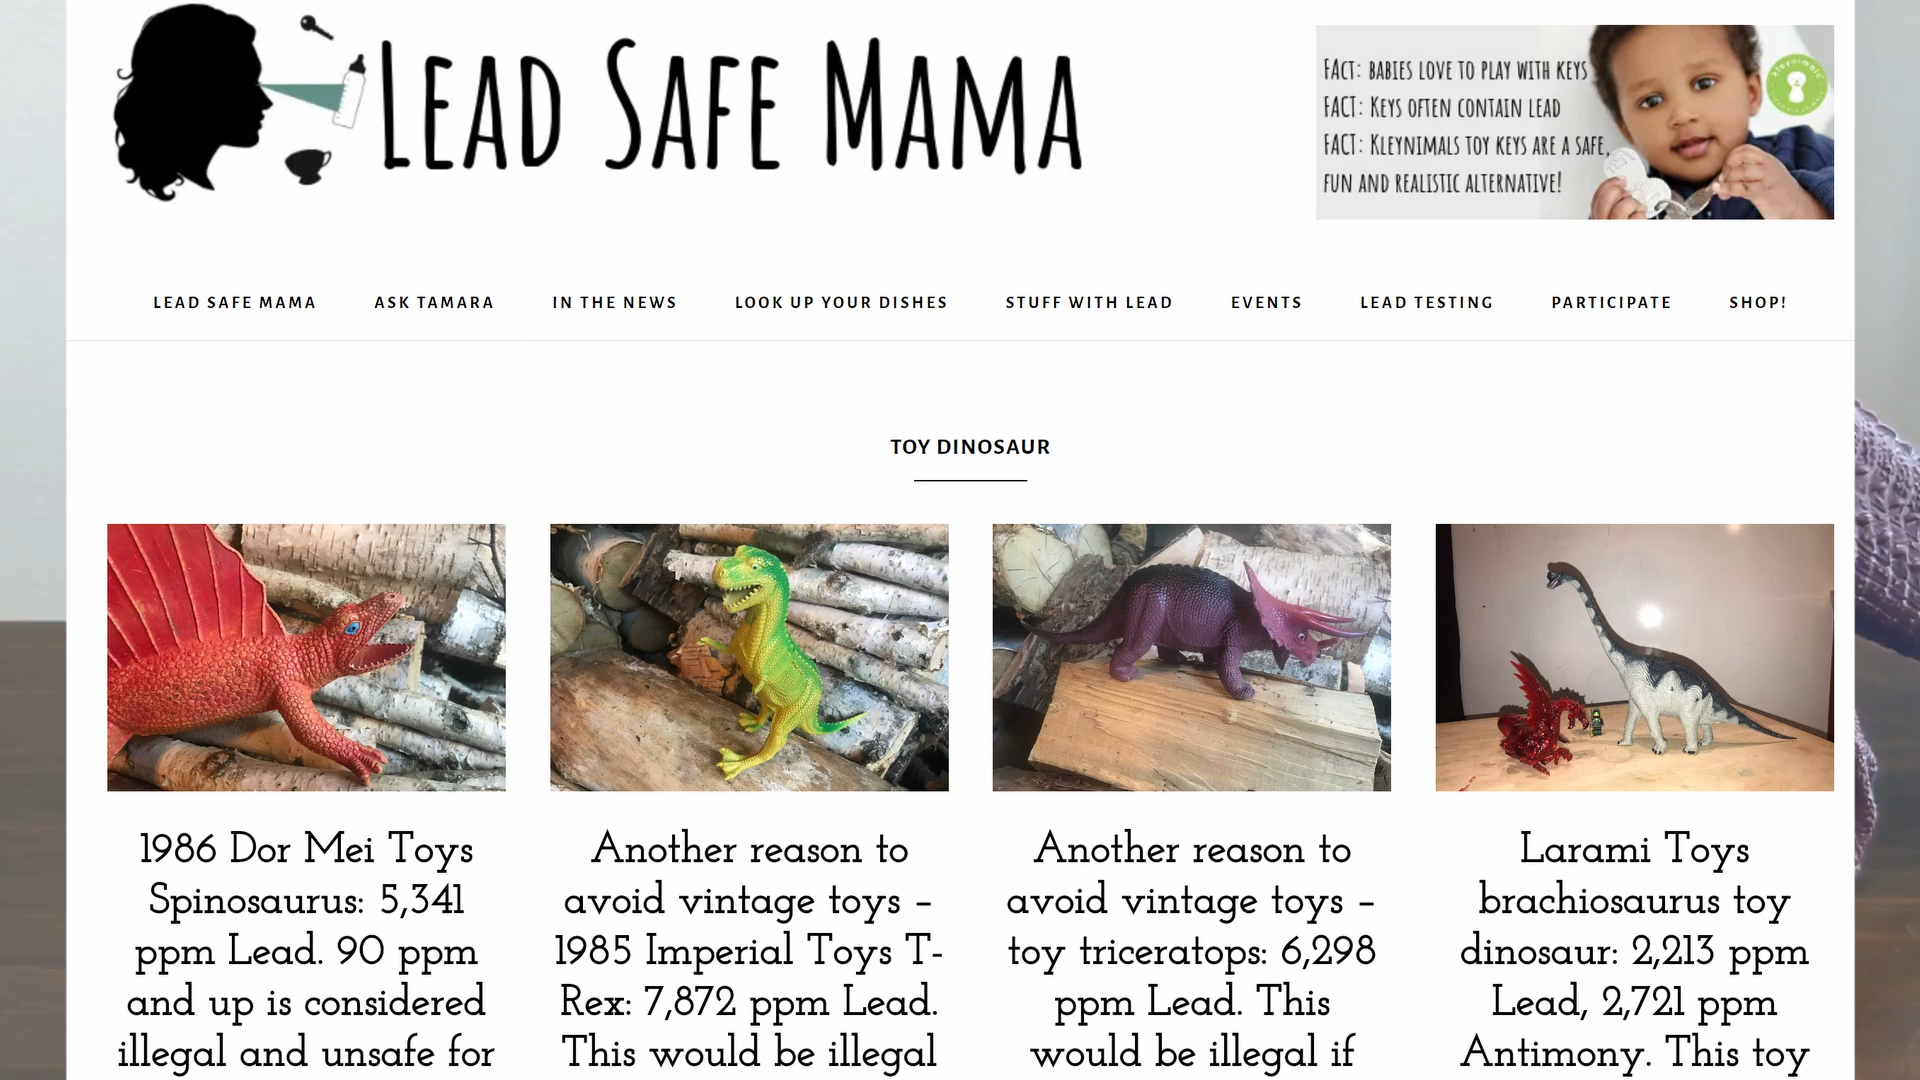 LEAD SAFE MAMA
FACT: BABIES LOVE TO PLAY WITH KEYS
FACT: KEYS OFTEN CONTAIN LEAD
FACT: KLEYNIMALS TOY KEYS ARE A SAFE,
FUN AND REALISTIC ALTERNATIVE!
kleynimals
LEAD SAFE MAMA ASK TAMARA IN THE NEWS LOOK UP YOUR DISHES STUFF WITH LEAD EVENTS LEAD TESTING PARTICIPATE SHOP!
TOY DINOSAUR
1986 Dor Mei Toys
Spinosaurus: 5,341
ppm Lead. 90 ppm
and up is considered
illegal and unsafe for
Another reason to
avoid vintage toys –
1985 Imperial Toys T-
Rex: 7,872 ppm Lead.
This would be illegal
Another reason to
avoid vintage toys –
toy triceratops: 6,298
ppm Lead. This
would be illegal if
Larami Toys
brachiosaurus toy
dinosaur: 2,213 ppm
Lead, 2,721 ppm
Antimony. This toy